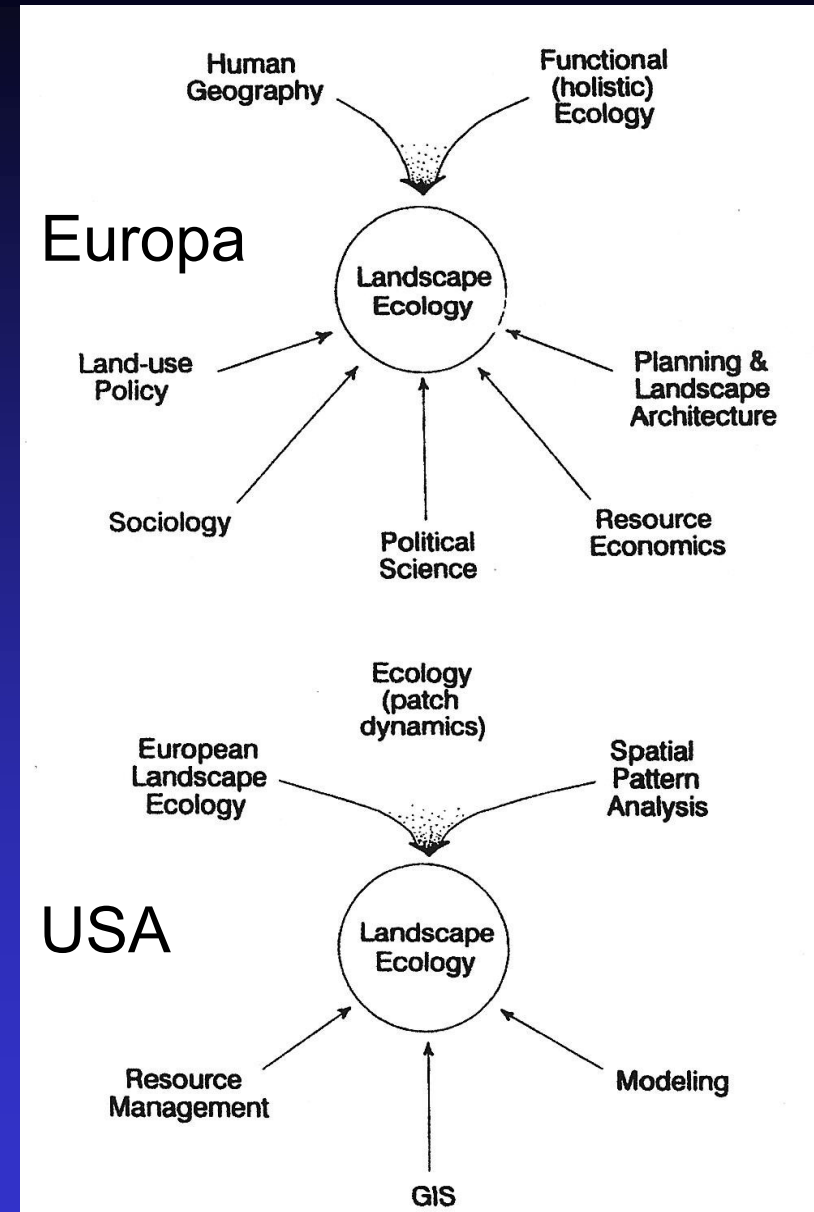 Human
Geography
Functional
(holistic)
Ecology
Europa
Landscape
Ecology
Land-use
Policy
Planning &
Landscape
Architecture
Sociology
Political
Science
Resource
Economics
Ecology
(patch
dynamics)
European
Landscape
Ecology
Spatial
Pattern
Analysis
USA
Landscape
Ecology
Resource
Management
Modeling
GIS